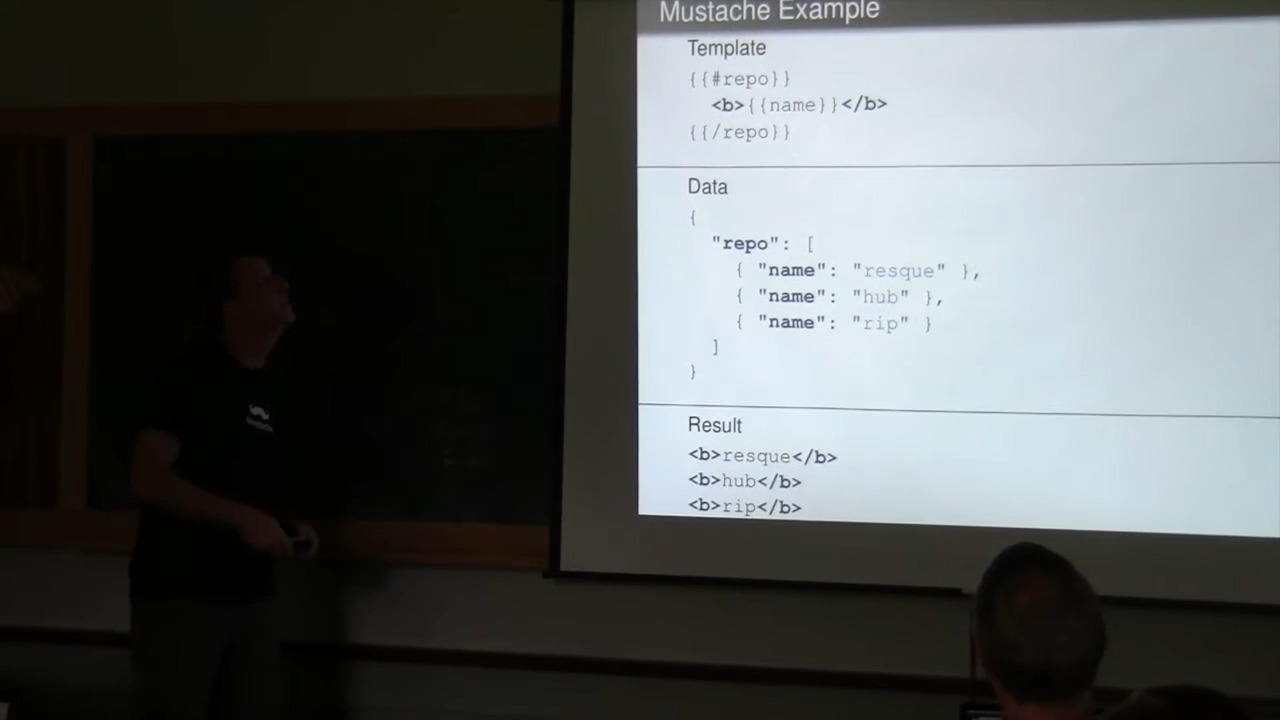 Mustache Example
Template
{{#repo}}
<b>{{name}}</b>
{{/repo}}
Data
{
"repo": [
{ "name": "resque" },
{ "name": "hub" },
{ "name": "rip" }
]
}
Result
<b>resque</b>
<b>hub</b>
<b>rip</b>